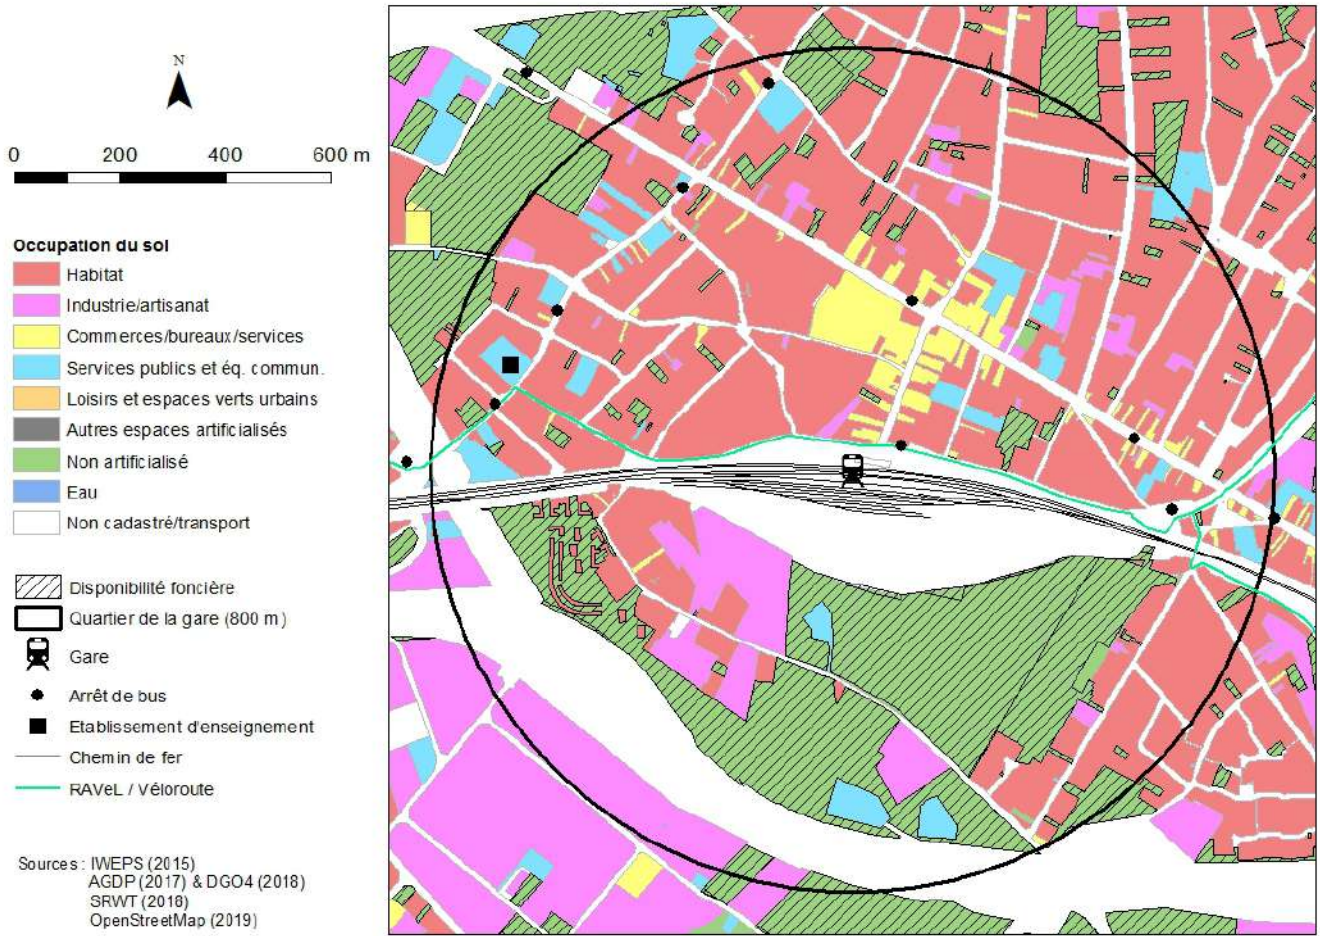 N
0 200 400 600 m
Occupation du sol
Habitat
Industrie/artisanat
Commerces/bureaux/services
Services publics et éq. commun.
Loisirs et espaces verts urbains
Autres espaces artificialisés
Non artificialisé
Eau
Non cadastré/transport
Disponibilité foncière
Quartier de la gare (800 m)
Gare
Arrêt de bus
Etablissement d'enseignement
Chemin de fer
RAVeL / Véloroute
Sources : IWEPS (2015)
AGDP (2017) & DGO4 (2018)
SRWT (2018)
OpenStreetMap (2019)